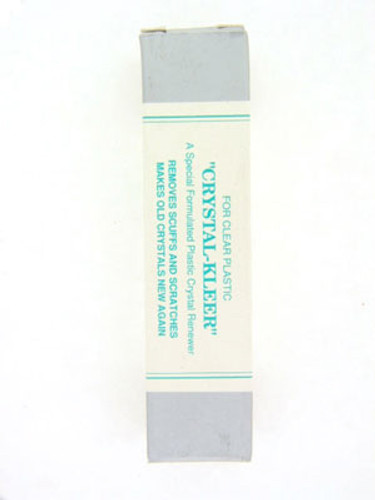 FOR CLEAR PLASTIC
"CRYSTAL-KLEER"
A Special Formulated Plastic Crystal Renewer
REMOVES SCUFFS AND SCRATCHES
MAKES OLD CRYSTALS NEW AGAIN